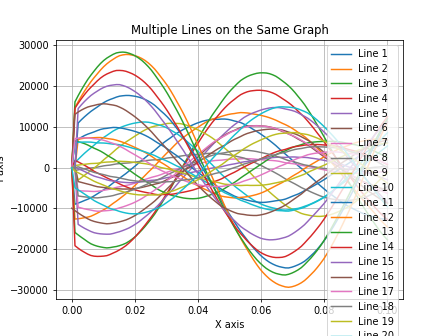 Multiple Lines on the Same Graph
30000
20000
10000
0
−10000
−20000
−30000
0.00
0.02
0.04
0.06
X axis
Line 1
Line 2
Line 3
Line 4
Line 5
Line 7
Line 8
Line 9
Line 10
Line 11
Line 12
Line 13
Line 14
Line 15
Line 16
Line 17
Line 18
Line 19